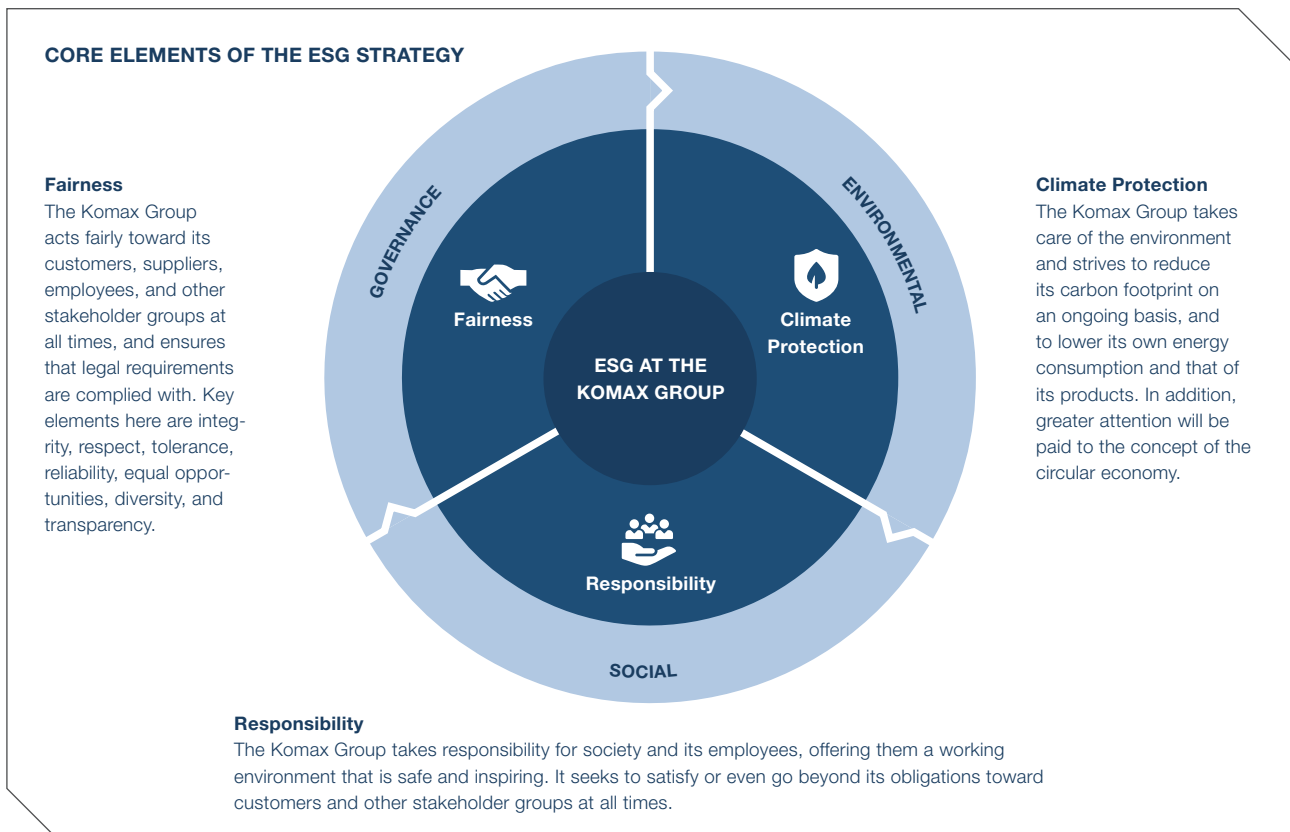 CORE ELEMENTS OF THE ESG STRATEGY
Fairness
The Komax Group
acts fairly toward its
customers, suppliers,
employees, and other
stakeholder groups at
all times, and ensures
that legal requirements
are complied with. Key
elements here are integ-
rity, respect, tolerance,
reliability, equal oppor-
tunities, diversity, and
transparency.
GOVERNANCE
Fairness
ENVIRONMENTAL
Climate
Protection
ESG AT THE
KOMAX GROUP
Responsibility
SOCIAL
Climate Protection
The Komax Group takes
care of the environment
and strives to reduce
its carbon footprint on
an ongoing basis, and
to lower its own energy
consumption and that of
its products. In addition,
greater attention will be
paid to the concept of the
circular economy.
Responsibility
The Komax Group takes responsibility for society and its employees, offering them a working
environment that is safe and inspiring. It seeks to satisfy or even go beyond its obligations toward
customers and other stakeholder groups at all times.